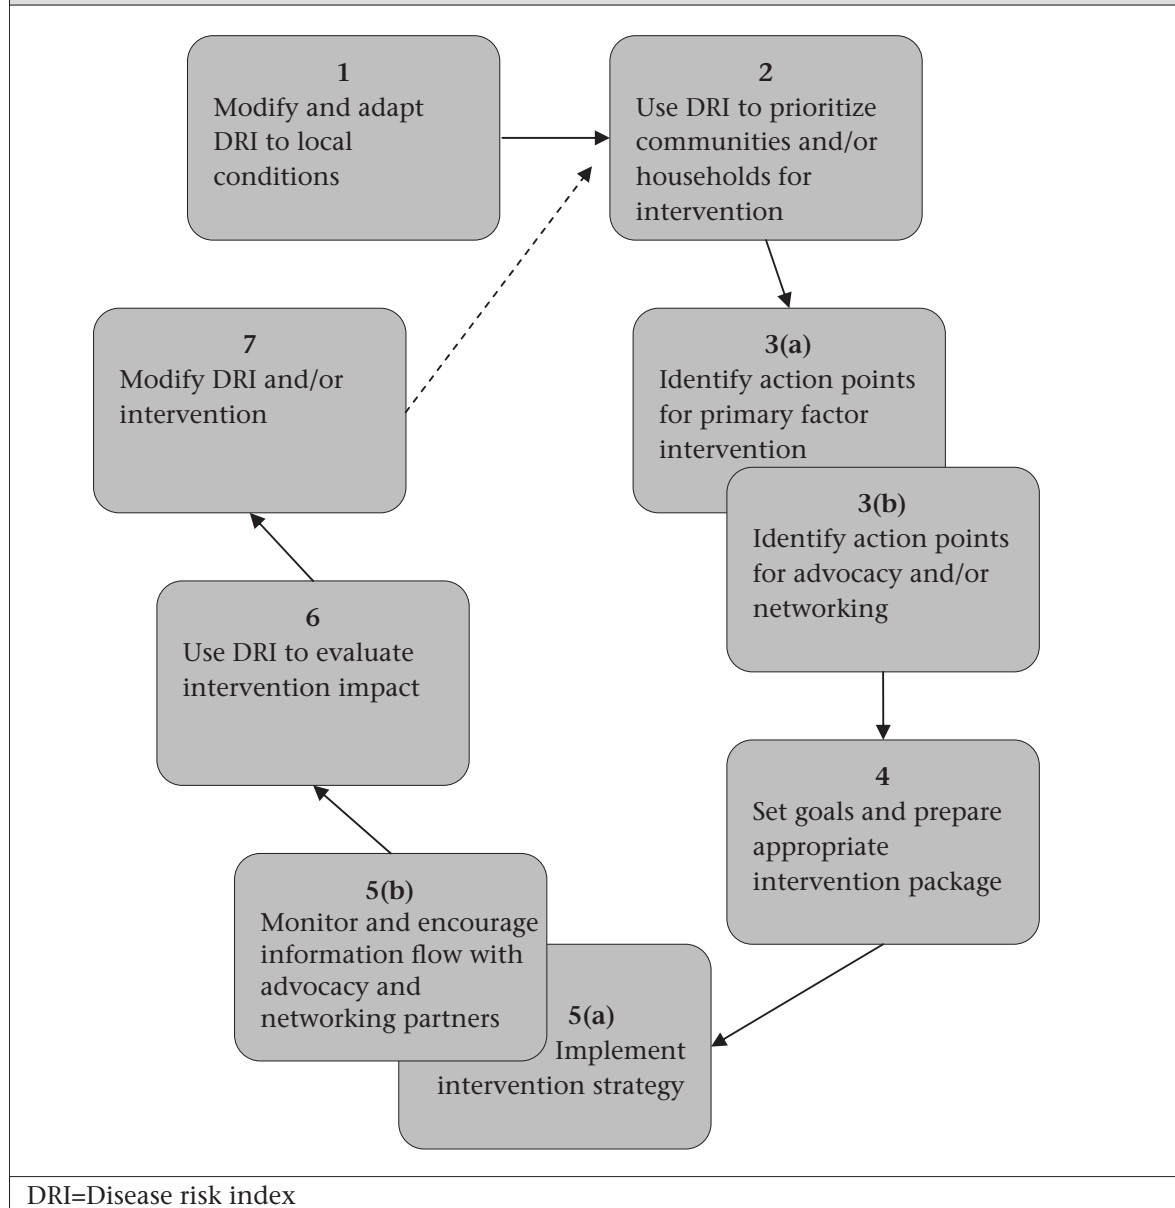 1
Modify and adapt
DRI to local
conditions
2
Use DRI to prioritize
communities and/or
households for
intervention
3(a)
Identify action points
for primary factor
intervention
3(b)
Identify action points
for advocacy and/or
networking
4
Set goals and prepare
appropriate
intervention package
5(a)
Implement
intervention strategy
5(b)
Monitor and encourage
information flow with
advocacy and
networking partners
6
Use DRI to evaluate
intervention impact
7
Modify DRI and/or
intervention
DRI=Disease risk index